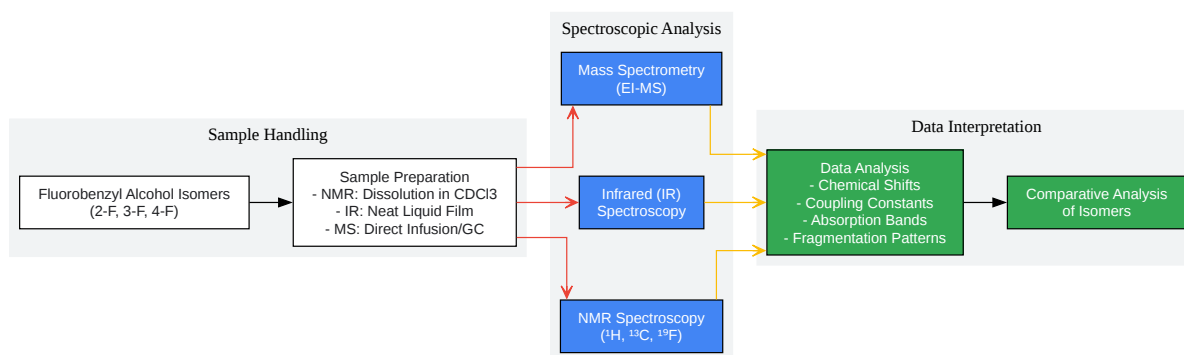 Sample Handling
Fluorobenzyl Alcohol Isomers
(2-F, 3-F, 4-F)
Sample Preparation
- NMR: Dissolution in CDCl3
- IR: Neat Liquid Film
- MS: Direct Infusion/GC
Spectroscopic Analysis
Mass Spectrometry
(EI-MS)
Infrared (IR)
Spectroscopy
NMR Spectroscopy
(¹H, ¹³C, ¹⁹F)
Data Interpretation
Data Analysis
- Chemical Shifts
- Coupling Constants
- Absorption Bands
- Fragmentation Patterns
Comparative Analysis
of Isomers